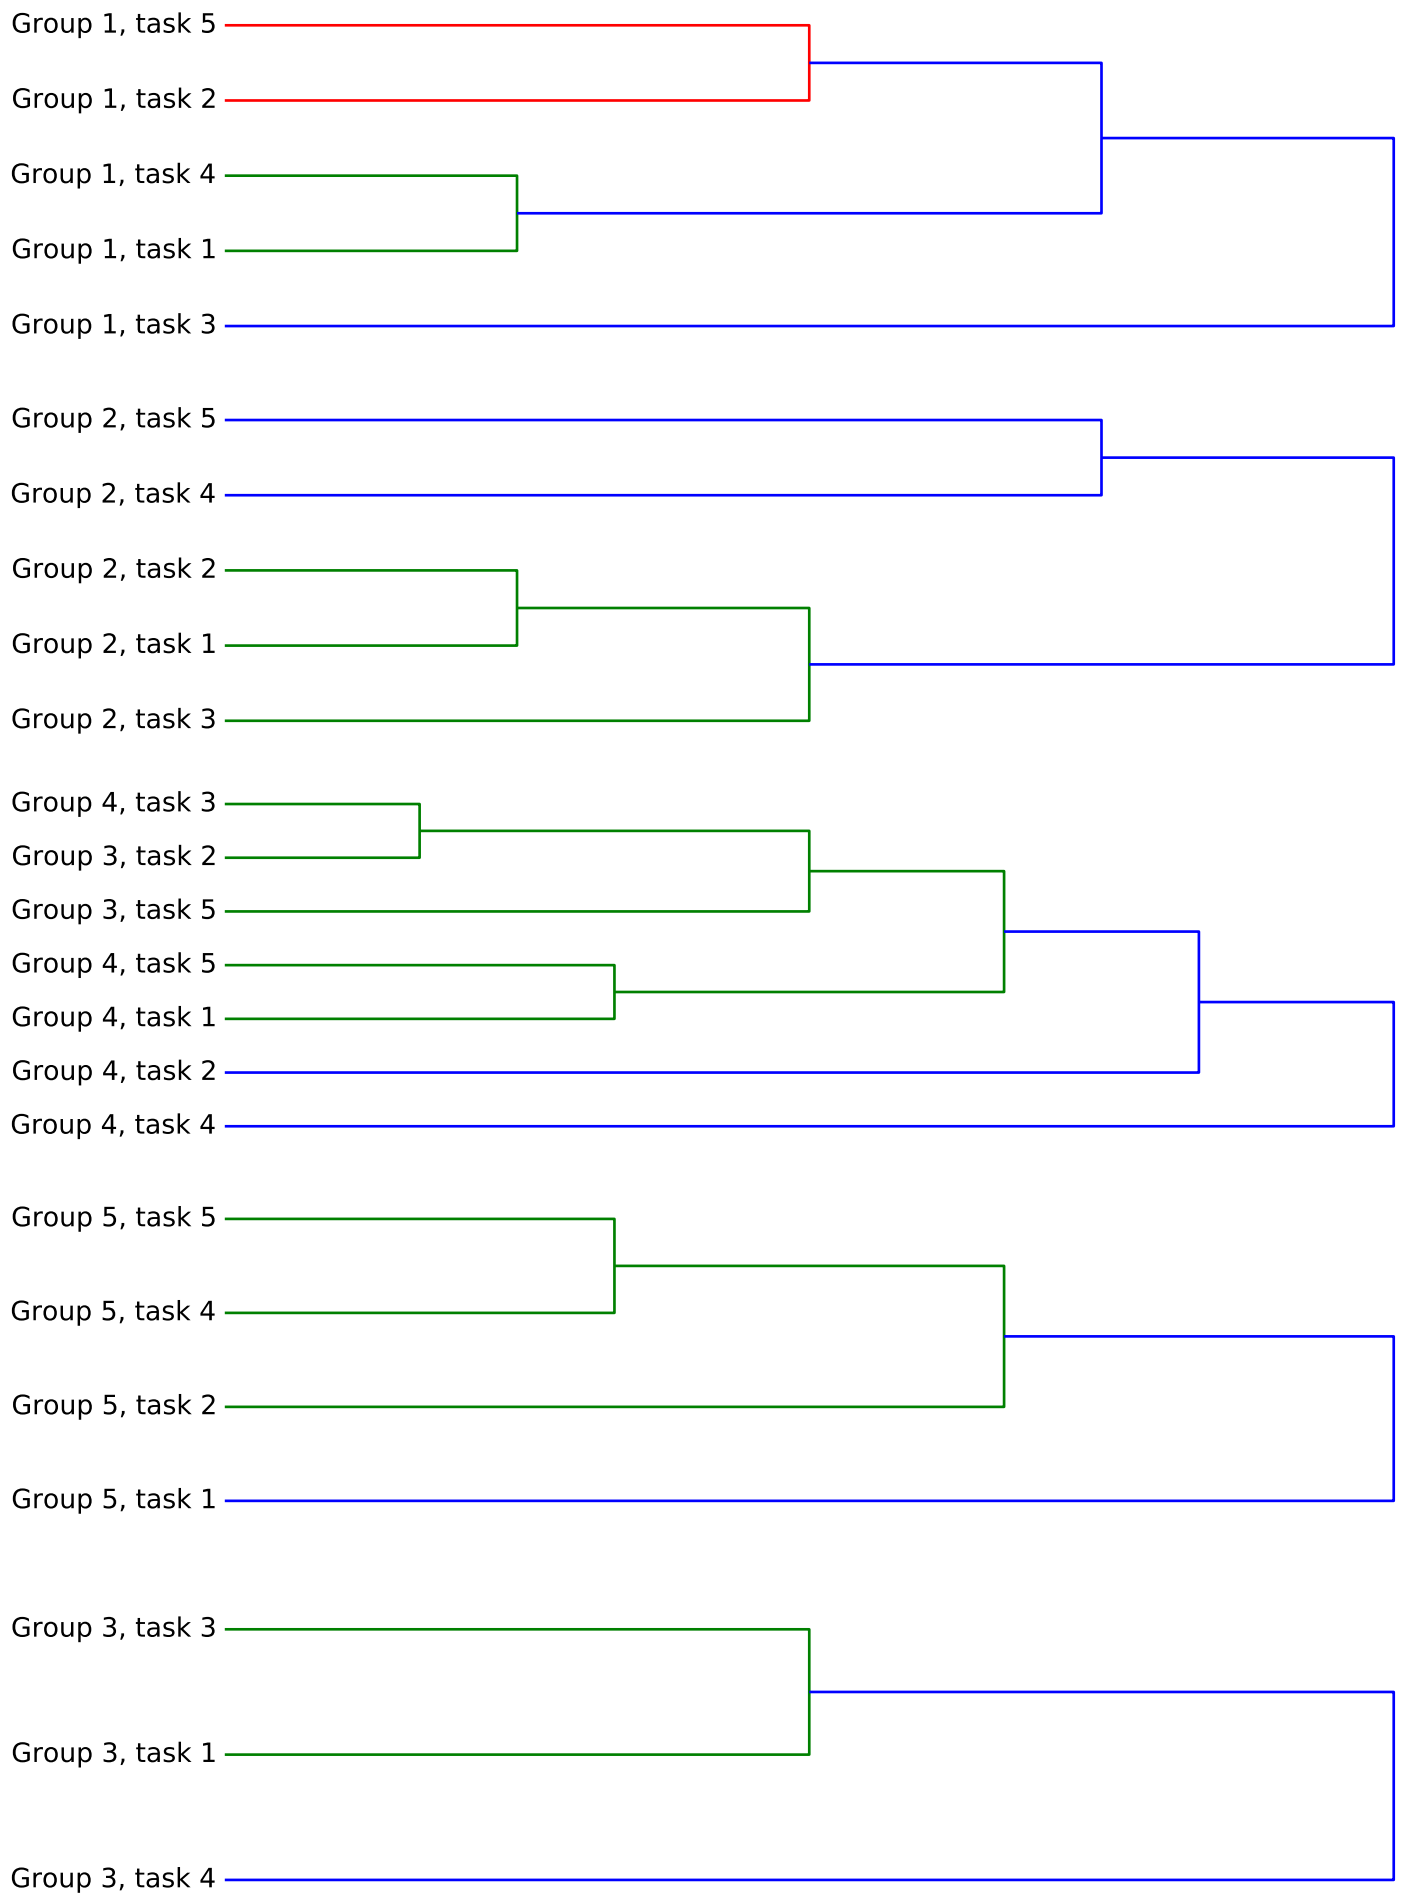 Group 1, task 5
Group 1, task 2
Group 1, task 4
Group 1, task 1
Group 1, task 3
Group 2, task 5
Group 2, task 4
Group 2, task 2
Group 2, task 1
Group 2, task 3
Group 4, task 3
Group 3, task 2
Group 3, task 5
Group 4, task 5
Group 4, task 1
Group 4, task 2
Group 4, task 4
Group 5, task 5
Group 5, task 4
Group 5, task 2
Group 5, task 1
Group 3, task 3
Group 3, task 1
Group 3, task 4